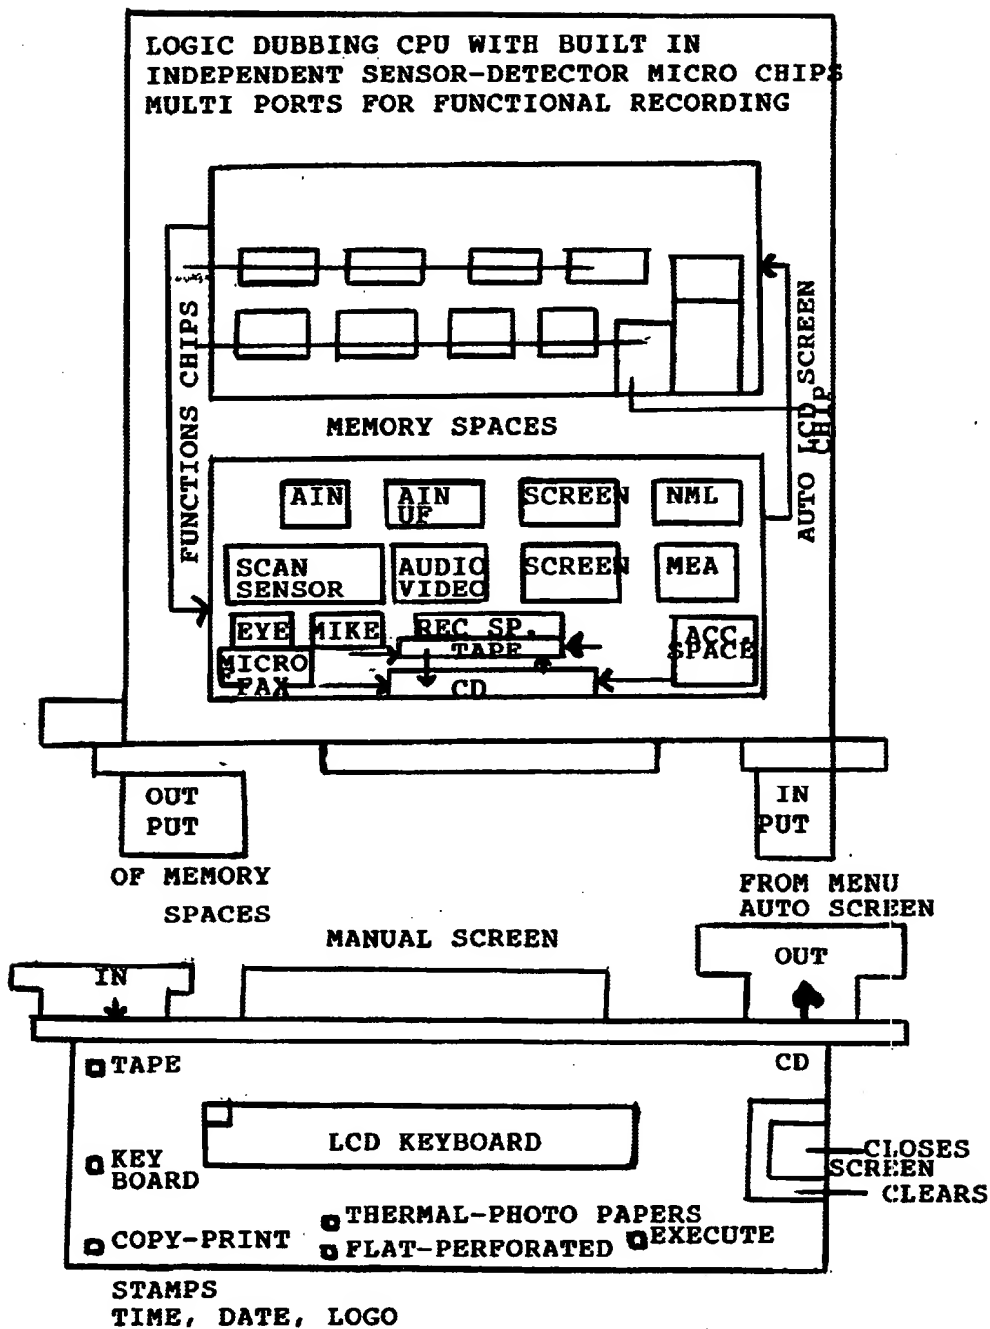 LOGIC DUBBING CPU WITH BUILT IN
INDEPENDENT SENSOR-DETECTOR MICRO CHIPS
MULTI PORTS FOR FUNCTIONAL RECORDING
FUNCTIONS CHIPS
AUTO LCD SCREEN
CHIP
MEMORY SPACES
AIN
AIN
UF
SCREEN
NML
SCAN
SENSOR
AUDIO
VIDEO
SCREEN
MEA
EYE
MIKE
REC SP.
TAPE
ACC.
SPACE
MICRO
FAX
CD
OUT
PUT
IN
PUT
OF MEMORY
SPACES
FROM MENU
AUTO SCREEN
MANUAL SCREEN
IN
OUT
TAPE
CD
LCD KEYBOARD
KEY
BOARD
CLOSES
SCREEN
CLEARS
THERMAL-PHOTO PAPERS
COPY-PRINT
FLAT-PERFORATED
EXECUTE
STAMPS
TIME, DATE, LOGO